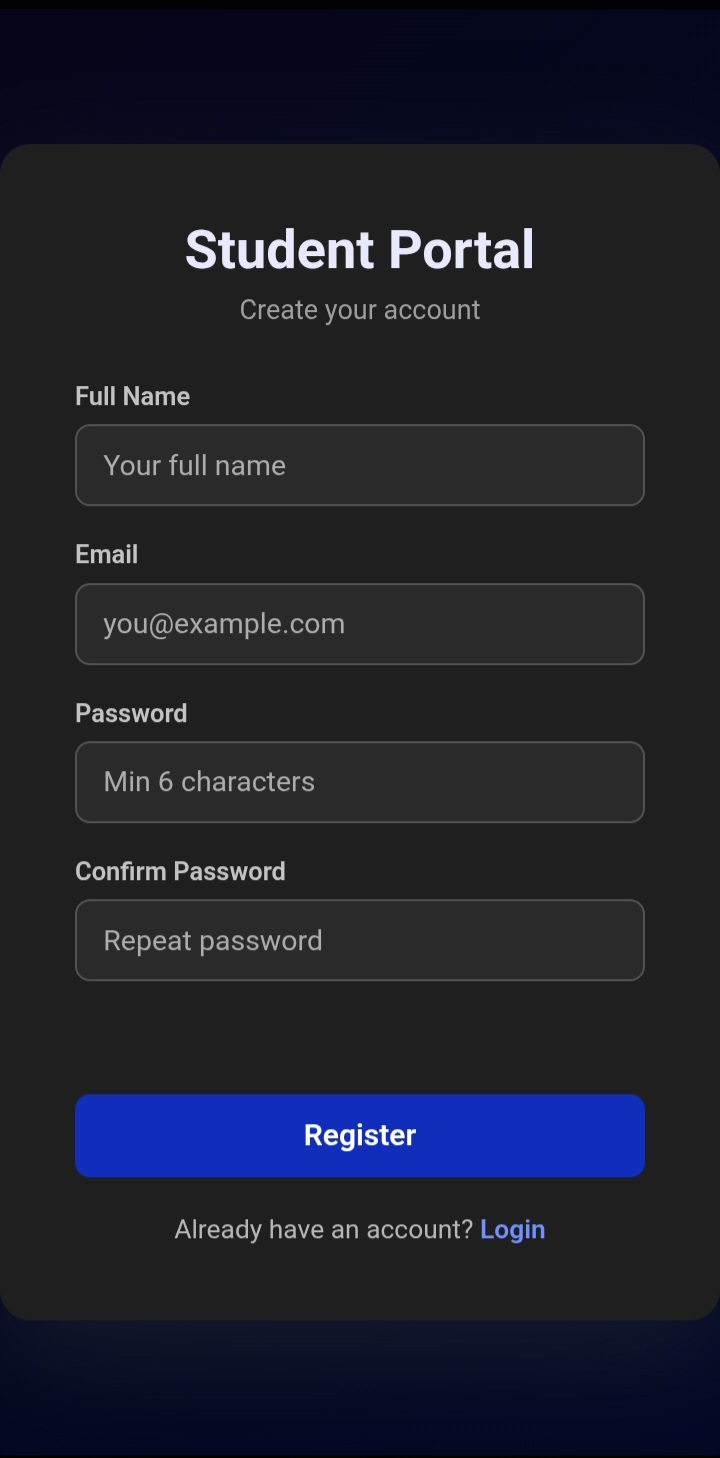 Student Portal
Create your account
Full Name
Your full name
Email
you@example.com
Password
Min 6 characters
Confirm Password
Repeat password
Register
Already have an account? Login